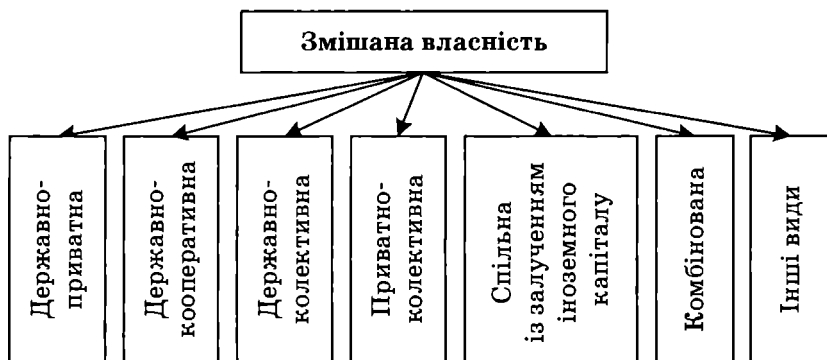 Змішана власність
Державно-
приватна
Державно-
кооперативна
Державно-
колективна
Приватно-
колективна
Спільна
із залученням
іноземного
капіталу
Комбінована
Інші види